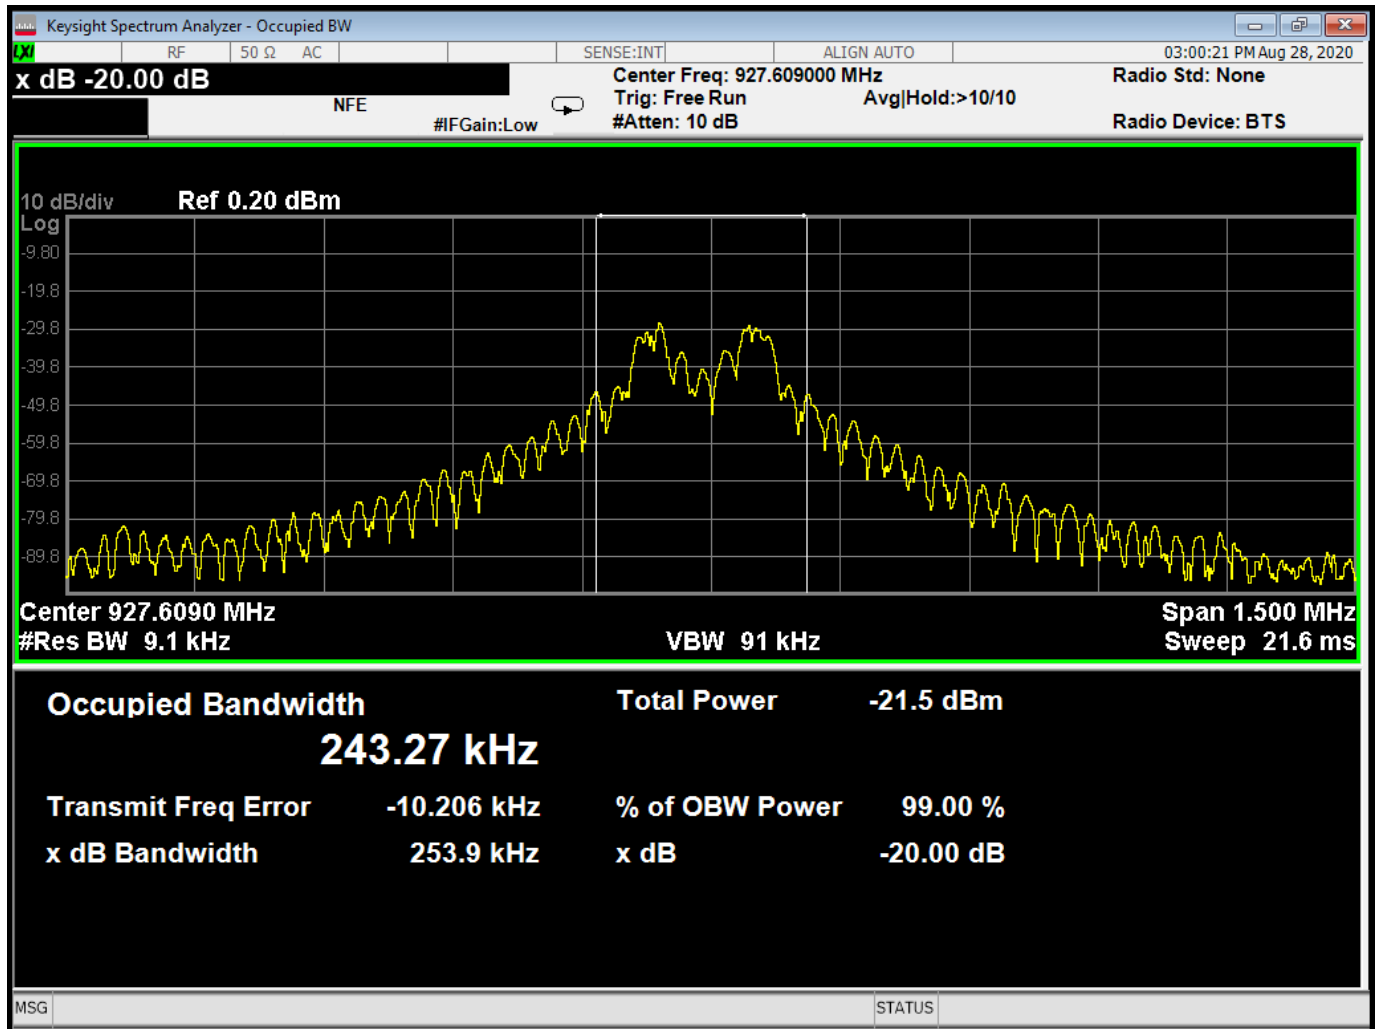 Keysight Spectrum Analyzer - Occupied BW
LXI RF 50 Ω AC SENSE:INT ALIGN AUTO 03:00:21 PM Aug 28, 2020
x dB -20.00 dB
Center Freq: 927.609000 MHz
Radio Std: None
NFE
Trig: Free Run
Avg|Hold:>10/10
#IFGain:Low
#Atten: 10 dB
Radio Device: BTS
10 dB/div Ref 0.20 dBm
Log
-9.80
-19.8
-29.8
-39.8
-49.8
-59.8
-69.8
-79.8
-89.8
Center 927.6090 MHz Span 1.500 MHz
#Res BW 9.1 kHz VBW 91 kHz Sweep 21.6 ms
Occupied Bandwidth Total Power -21.5 dBm
243.27 kHz
Transmit Freq Error -10.206 kHz % of OBW Power 99.00 %
x dB Bandwidth 253.9 kHz x dB -20.00 dB
MSG STATUS